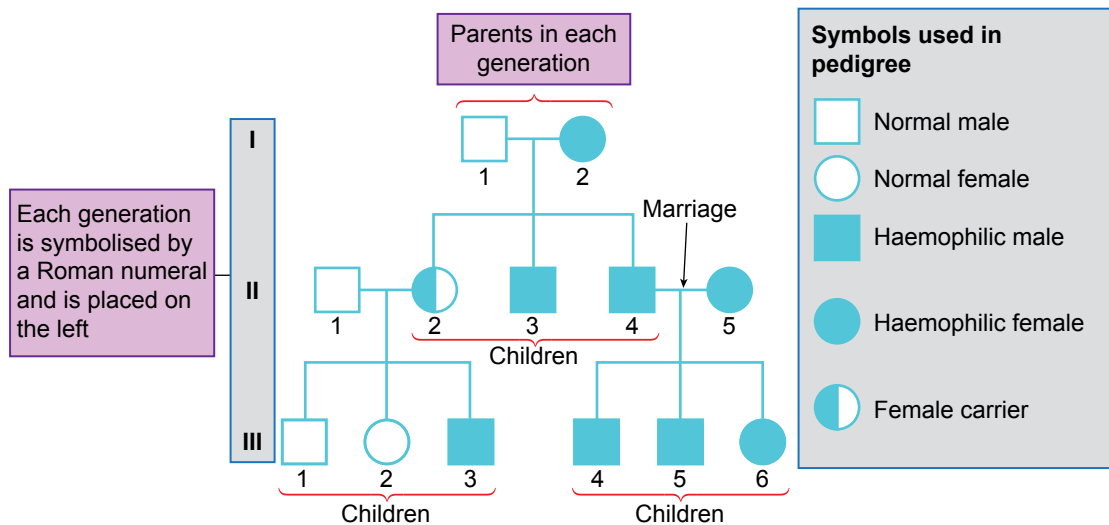 Parents in each
generation
I
1
2
Each generation
is symbolised by
a Roman numeral
and is placed on
the left
II
Marriage
1
2
3
4
5
Children
III
1
2
3
4
5
6
Children
Children
Symbols used in
pedigree
Normal male
Normal female
Haemophilic male
Haemophilic female
Female carrier